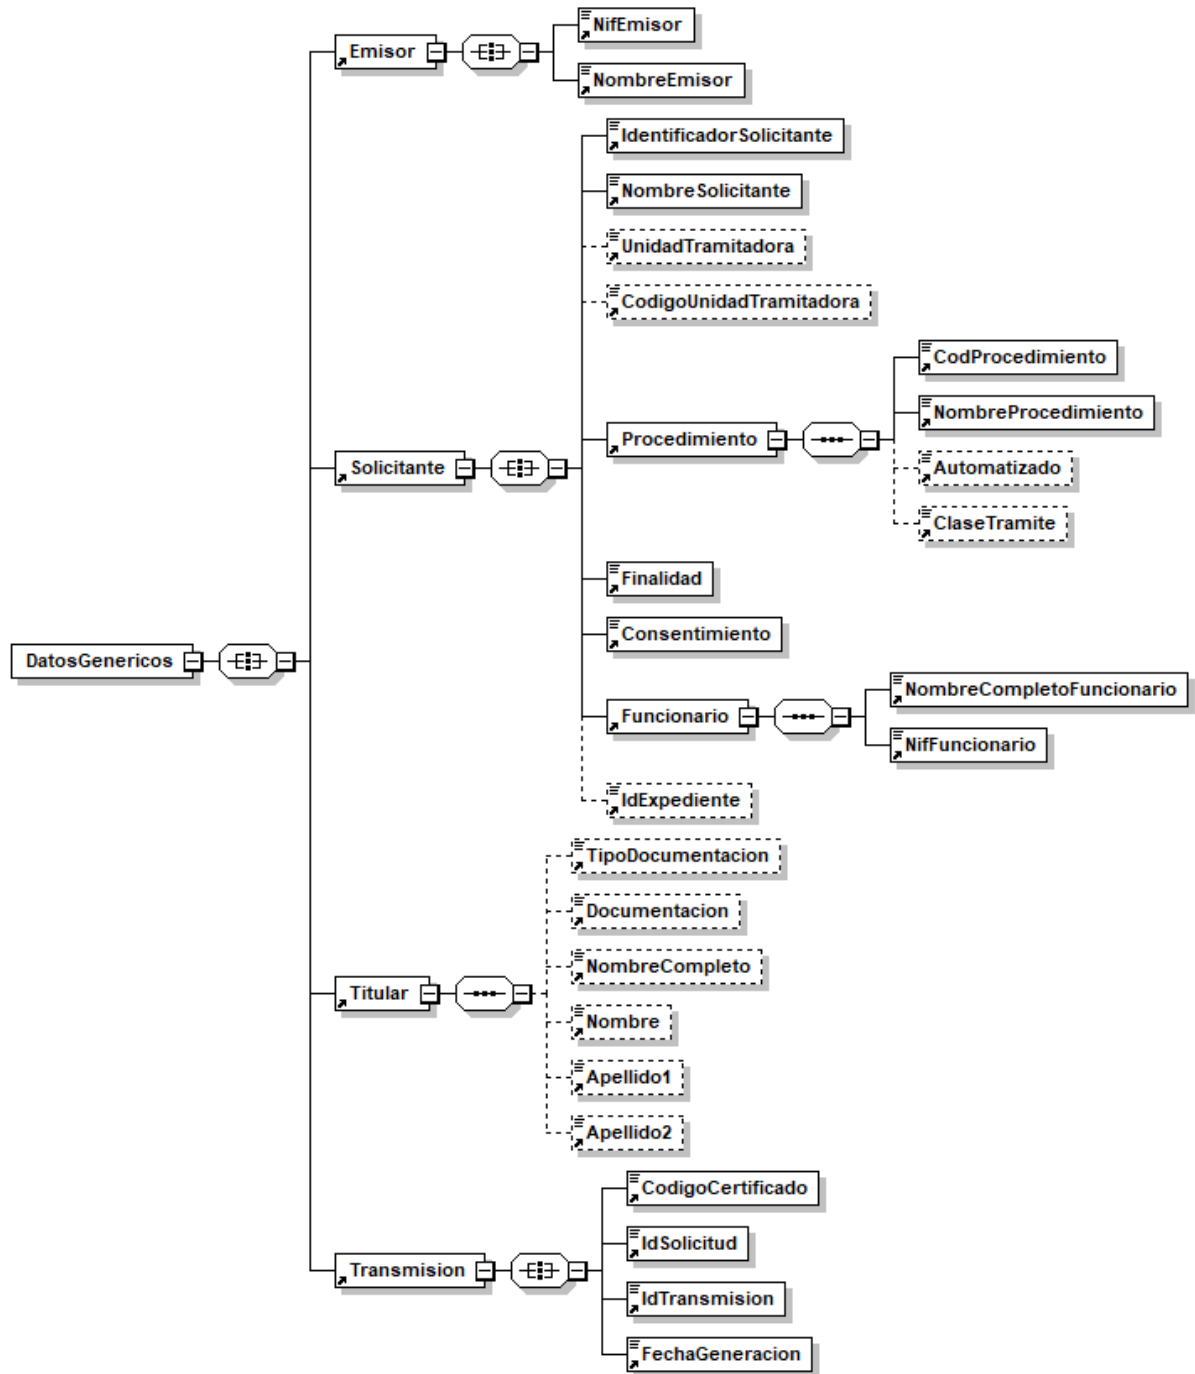 NifEmisor
Emisor
NombreEmisor
IdentificadorSolicitante
NombreSolicitante
UnidadTramitadora
CodigoUnidadTramitadora
CodProcedimiento
NombreProcedimiento
Procedimiento
Solicitante
Automatizado
ClaseTramite
Finalidad
Consentimiento
DatosGenericos
NombreCompletoFuncionario
Funcionario
NifFuncionario
IdExpediente
TipoDocumentacion
Documentacion
NombreCompleto
Titular
Nombre
Apellido1
Apellido2
CodigoCertificado
IdSolicitud
Transmision
IdTransmision
FechaGeneracion